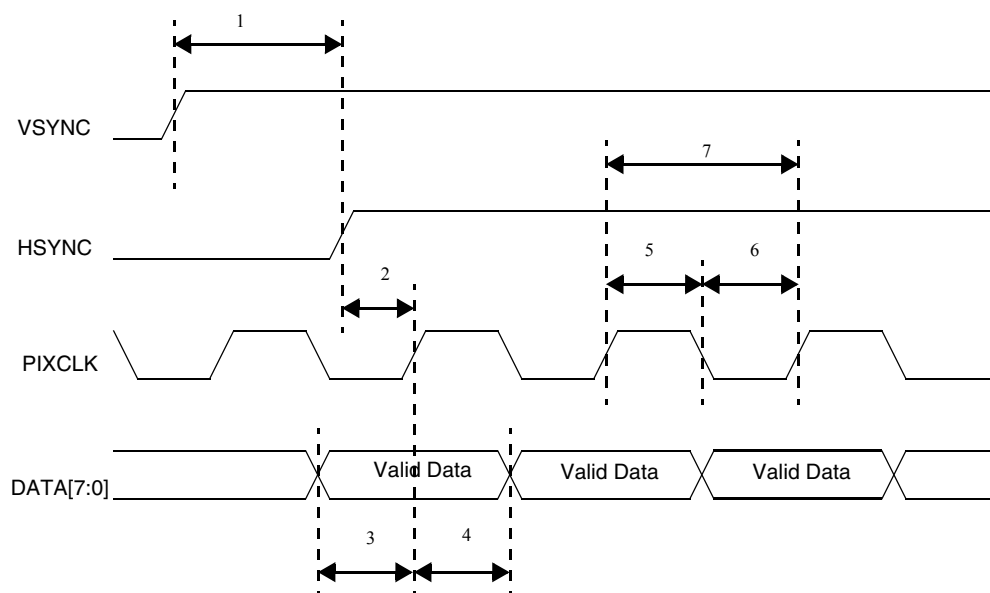 1
VSYNC
7
HSYNC
5
6
2
PIXCLK
Valid Data
Valid Data
Valid Data
DATA[7:0]
3
4